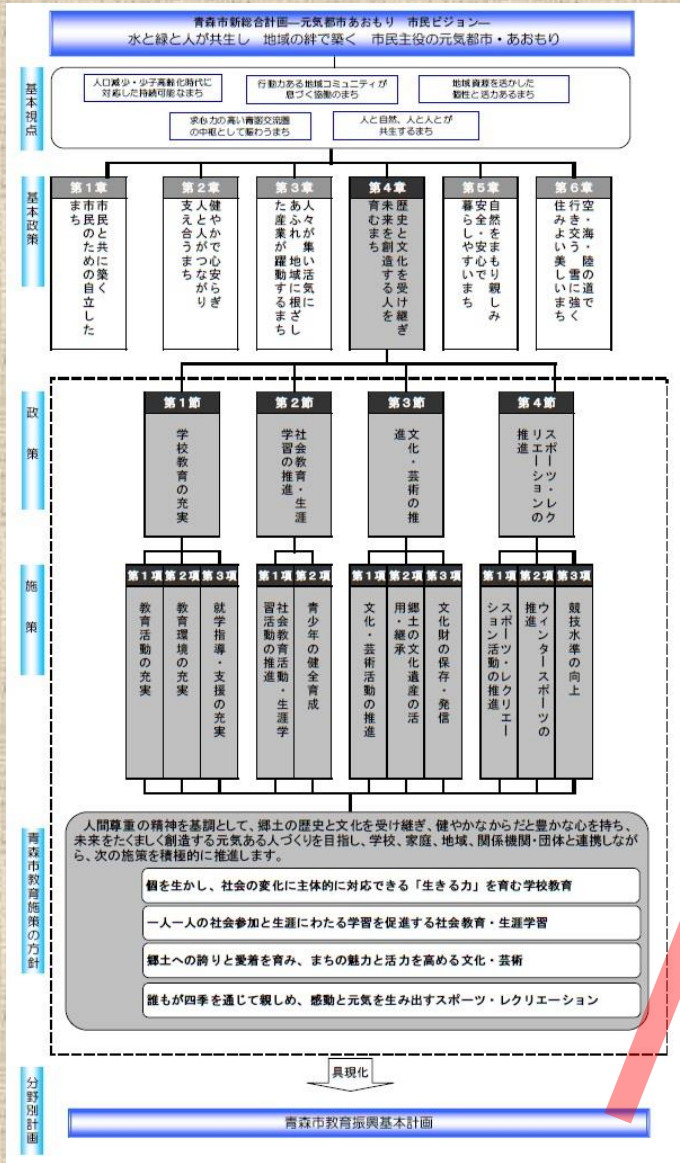 青森市新総合計画―元気都市あおもり　市民ビジョン―
水と緑と人が共生し　地域の絆で築く　市民主役の元気都市・あおもり
基本視点
人口減少・少子高齢化時代に
対応した持続可能なまち
行動力ある地域コミュニティが
息づく協働のまち
地域資源を活かした
個性と活力あるまち
求心力の高い青函交流圏
の中枢として賑わうまち
人と自然、人と人とが
共生するまち
基本政策
第１章
市民と共に築く
市民のための自立した
まち
第２章
健やかで心安らぎ
人と人がつながり
支え合うまち
第３章
人々が集い活気に
あふれ　地域に根ざし
た産業が躍動するまち
第４章
歴史と文化を受け継ぎ
未来を創造する人を
育むまち
第５章
自然をまもり親しみ
安全・安心で
暮らしやすいまち
第６章
空・海・陸の道で
行き交う　雪に強く
住みよい美しいまち
政策
第１節
学校教育の充実
第２節
社会教育・生涯
学習の推進
第３節
文化・芸術の推
進
第４節
スポーツ・レク
リエーションの
推進
施策
第１項
教育活動の充実
第２項
教育環境の充実
第３項
就学指導・支援の充実
第１項
社会教育活動・生涯学
習活動の推進
第２項
青少年の健全育成
第１項
文化・芸術活動の推進
第２項
郷土の文化遺産の活
用・継承
第３項
文化財の保存・発信
第１項
スポーツ・レクリエー
ション活動の推進
第２項
ウィンタースポーツの
推進
第３項
競技水準の向上
青森市教育施策の方針
人間尊重の精神を基調として、郷土の歴史と文化を受け継ぎ、健やかなからだと豊かな心を持ち、
未来をたくましく創造する元気ある人づくりを目指し、学校、家庭、地域、関係機関・団体と連携しなが
ら、次の施策を積極的に推進します。
個を生かし、社会の変化に主体的に対応できる「生きる力」を育む学校教育
一人一人の社会参加と生涯にわたる学習を促進する社会教育・生涯学習
郷土への誇りと愛着を育み、まちの魅力と活力を高める文化・芸術
誰もが四季を通じて親しめ、感動と元気を生み出すスポーツ・レクリエーション
具現化
分野別計画
青森市教育振興基本計画